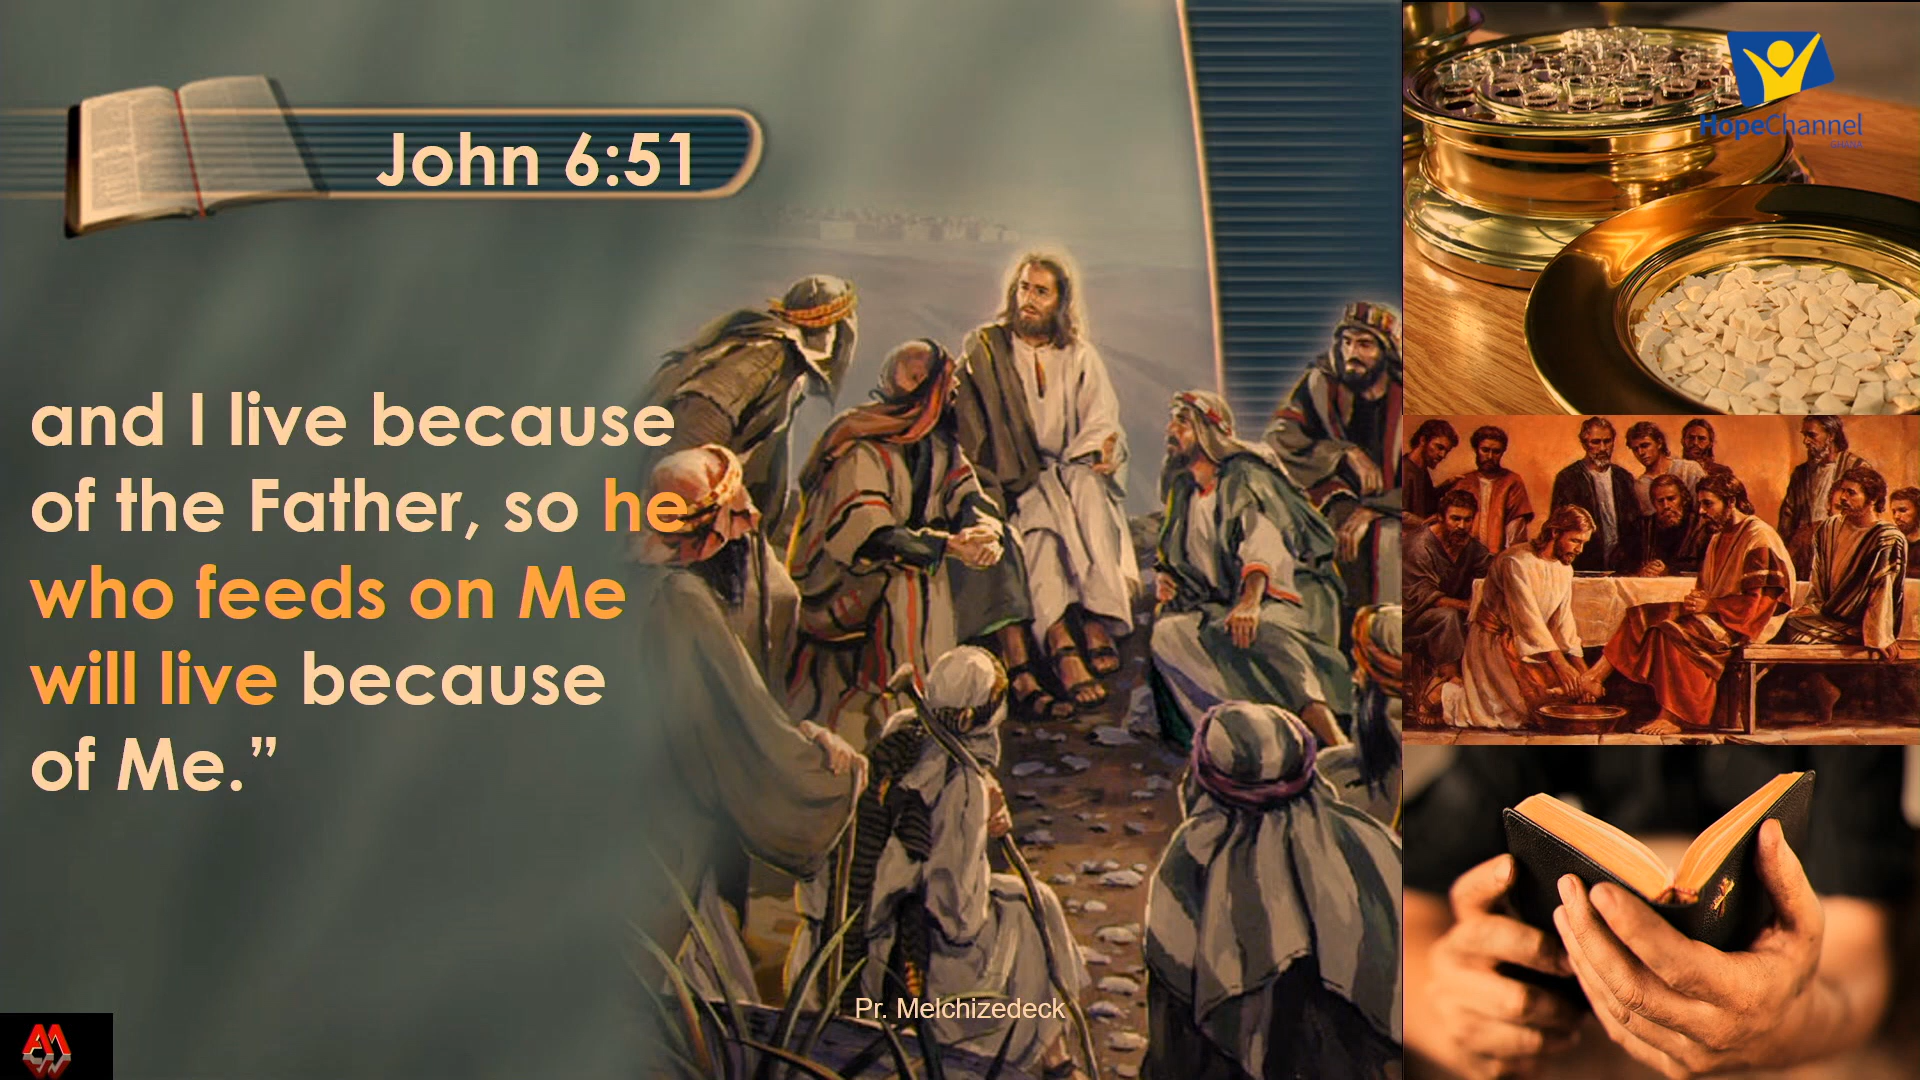 John 6:51
and I live because
of the Father, so he
who feeds on Me
will live because
of Me.”
HopeChannel
Pr. Melchizedeck